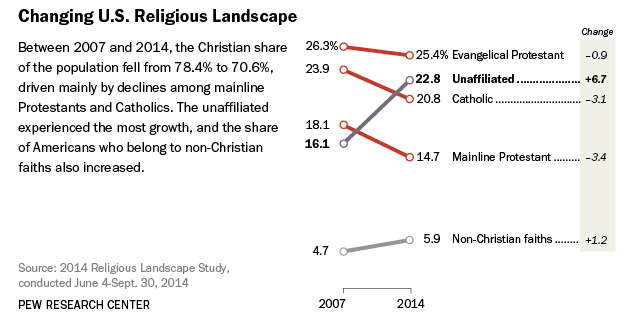 Changing U.S. Religious Landscape
Between 2007 and 2014, the Christian share
of the population fell from 78.4% to 70.6%,
driven mainly by declines among mainline
Protestants and Catholics. The unaffiliated
experienced the most growth, and the share
of Americans who belong to non-Christian
faiths also increased.
Change
26.3% 25.4% Evangelical Protestant –0.9
23.9 22.8 Unaffiliated +6.7
20.8 Catholic –3.1
18.1
16.1 14.7 Mainline Protestant –3.4
4.7 5.9 Non-Christian faiths +1.2
2007 2014
Source: 2014 Religious Landscape Study,
conducted June 4-Sept. 30, 2014
PEW RESEARCH CENTER